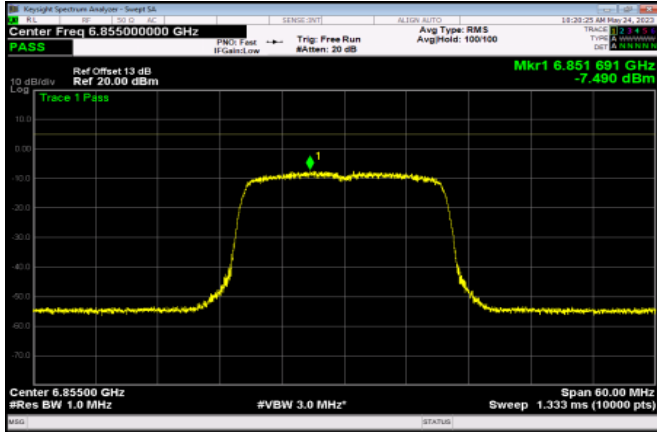 Keysight Spectrum Analyzer - Swept SA
RL RF 50 Ω AC SENSE:INT ALIGN AUTO 10:20:25 AM May 24, 2023
Center Freq 6.855000000 GHz
Avg Type: RMS
TRACE 1 2 3 4 5 6
PASS
PNO: Fast
Trig: Free Run
Avg|Hold: 100/100
TYPE A WWWWW
IFGain:Low
#Atten: 20 dB
DET A N N N N N
Mkr1 6.851 691 GHz
Ref Offset 13 dB
-7.490 dBm
10 dB/div
Ref 20.00 dBm
Log
Trace 1 Pass
10.0
0.00
1
-10.0
-20.0
-30.0
-40.0
-50.0
-60.0
-70.0
Center 6.85500 GHz
Span 60.00 MHz
#Res BW 1.0 MHz
#VBW 3.0 MHz*
Sweep 1.333 ms (10000 pts)
MSG
STATUS